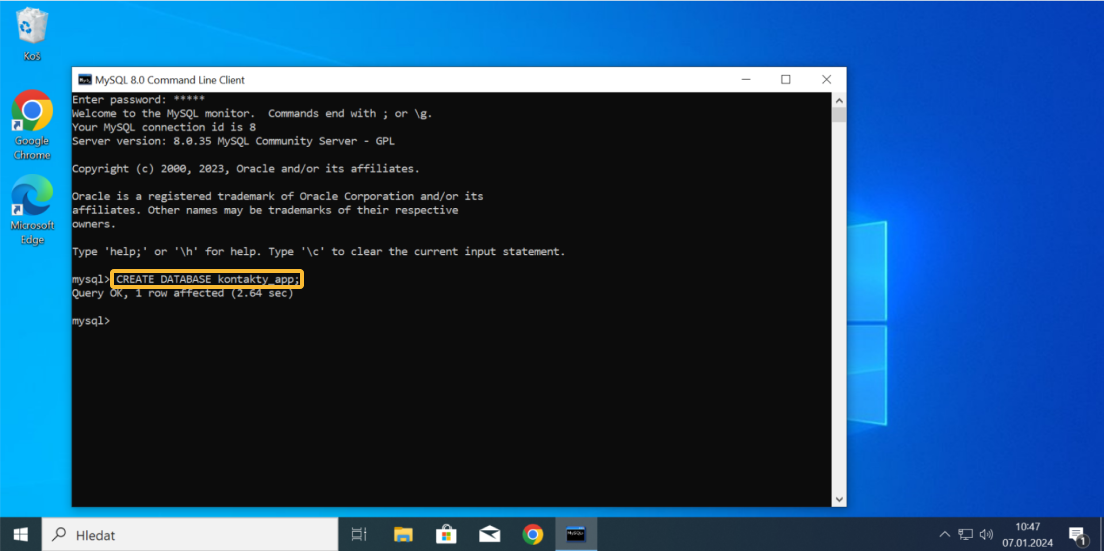 Koš
Google
Chrome
Microsoft
Edge
MySQL 8.0 Command Line Client
Enter password: *****
Welcome to the MySQL monitor.  Commands end with ; or \g.
Your MySQL connection id is 8
Server version: 8.0.35 MySQL Community Server - GPL
Copyright (c) 2000, 2023, Oracle and/or its affiliates.
Oracle is a registered trademark of Oracle Corporation and/or its
affiliates. Other names may be trademarks of their respective
owners.
Type 'help;' or '\h' for help. Type '\c' to clear the current input statement.
mysql> CREATE DATABASE kontakty_app;
Query OK, 1 row affected (2.64 sec)
mysql>
Hledat
10:47
07.01.2024
1